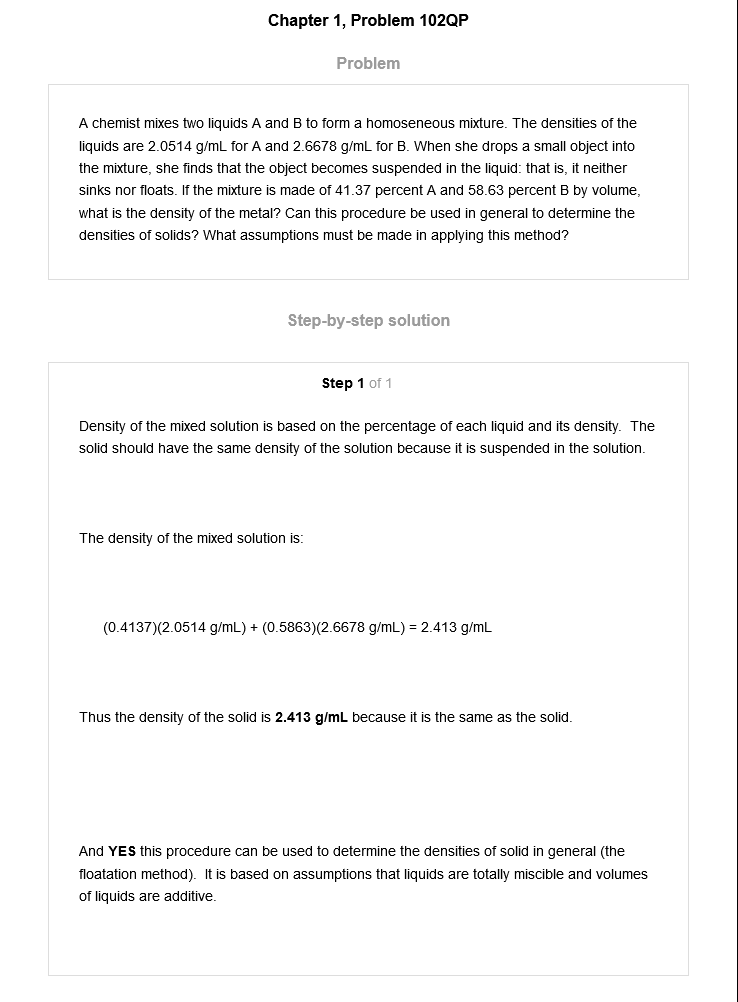 Chapter 1, Problem 102QP
Problem
A chemist mixes two liquids A and B to form a homoseneous mixture. The densities of the
liquids are 2.0514 g/mL for A and 2.6678 g/mL for B. When she drops a small object into
the mixture, she finds that the object becomes suspended in the liquid: that is, it neither
sinks nor floats. If the mixture is made of 41.37 percent A and 58.63 percent B by volume,
what is the density of the metal? Can this procedure be used in general to determine the
densities of solids? What assumptions must be made in applying this method?
Step-by-step solution
Step 1 of 1
Density of the mixed solution is based on the percentage of each liquid and its density. The
solid should have the same density of the solution because it is suspended in the solution.
The density of the mixed solution is:
(0.4137)(2.0514 g/mL) + (0.5863)(2.6678 g/mL) = 2.413 g/mL
Thus the density of the solid is 2.413 g/mL because it is the same as the solid.
And YES this procedure can be used to determine the densities of solid in general (the
floatation method). It is based on assumptions that liquids are totally miscible and volumes
of liquids are additive.